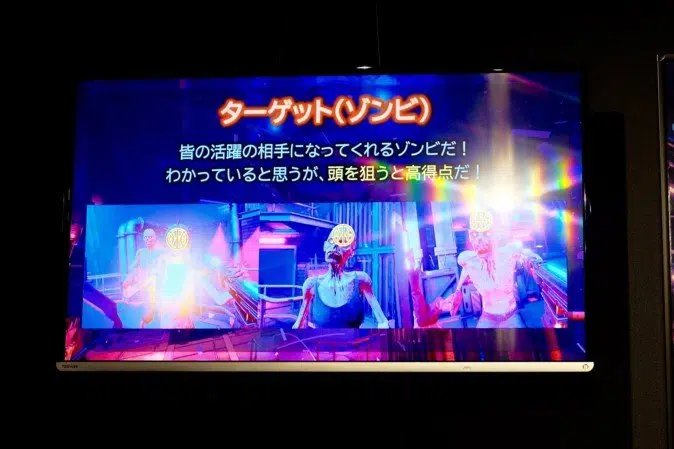 ターゲット(ゾンビ)
皆の活躍の相手になってくれるゾンビだ!
わかっていると思うが、頭を狙うと高得点だ!
TOSHIBA